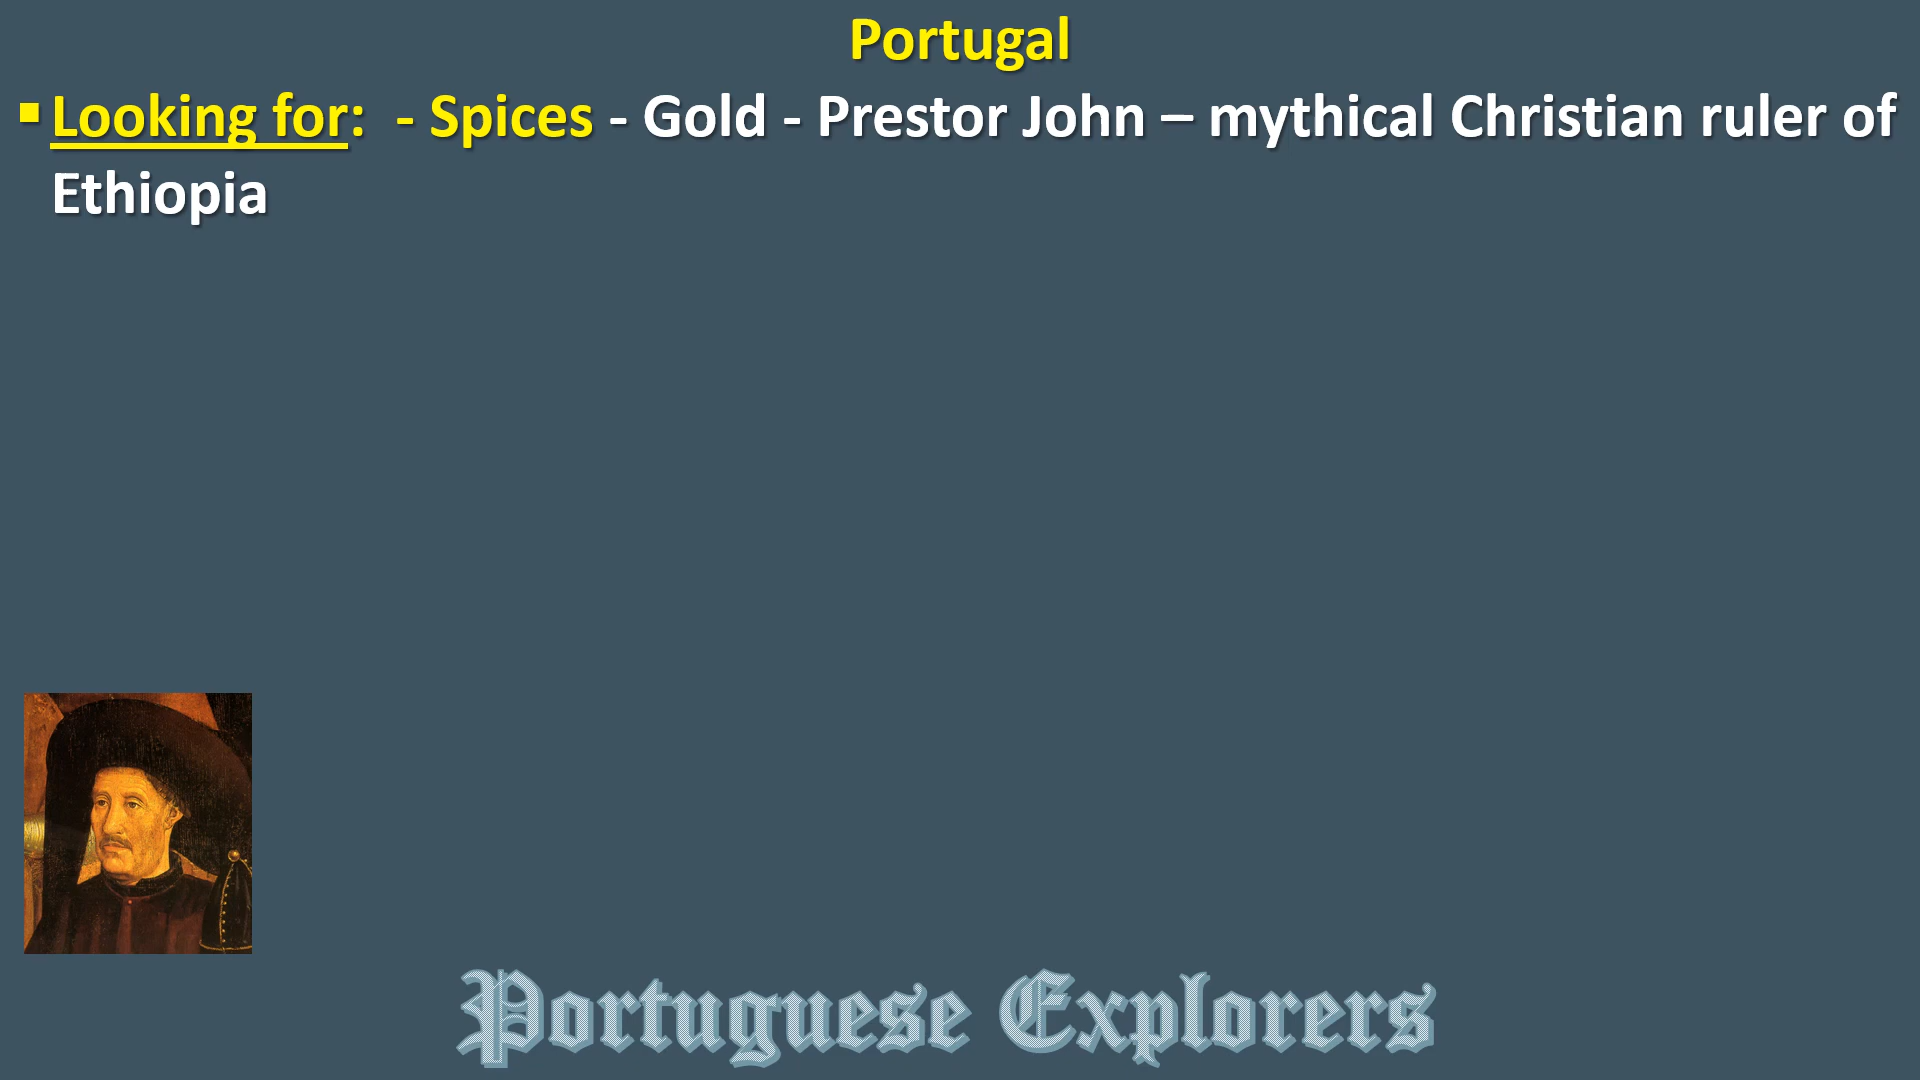 Portugal
▪ Looking for:  - Spices - Gold - Prestor John – mythical Christian ruler of
Ethiopia
Portuguese Explorers